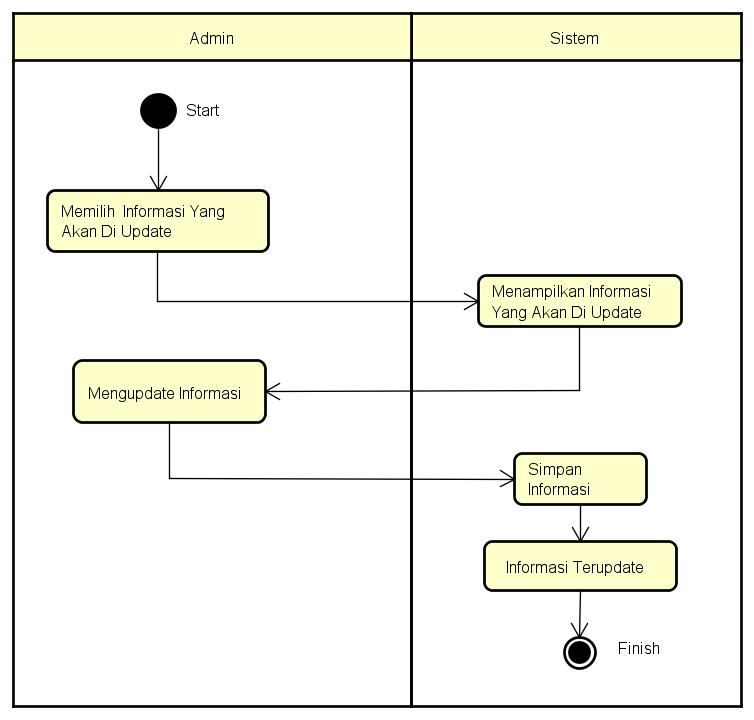 Admin
Sistem
Start
Memilih Informasi Yang
Akan Di Update
Menampilkan Informasi
Yang Akan Di Update
Mengupdate Informasi
Simpan
Informasi
Informasi Terupdate
Finish